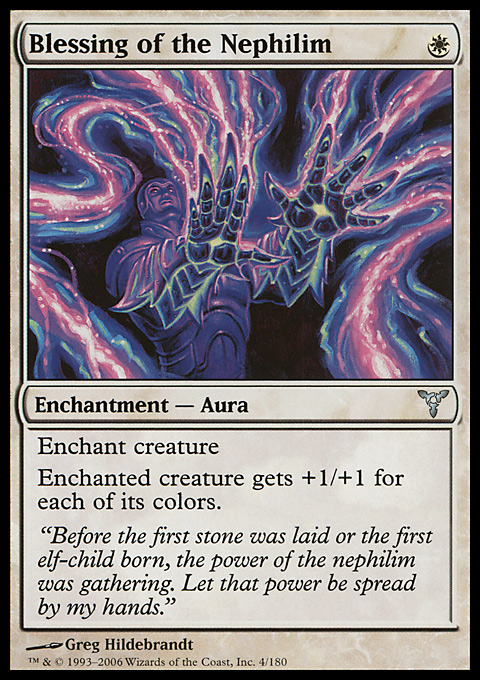 Blessing of the Nephilim
Enchantment — Aura
Enchant creature
Enchanted creature gets +1/+1 for
each of its colors.
“Before the first stone was laid or the first
elf-child born, the power of the nephilim
was gathering. Let that power be spread
by my hands.”
Greg Hildebrandt
™ & © 1993–2006 Wizards of the Coast, Inc. 4/180